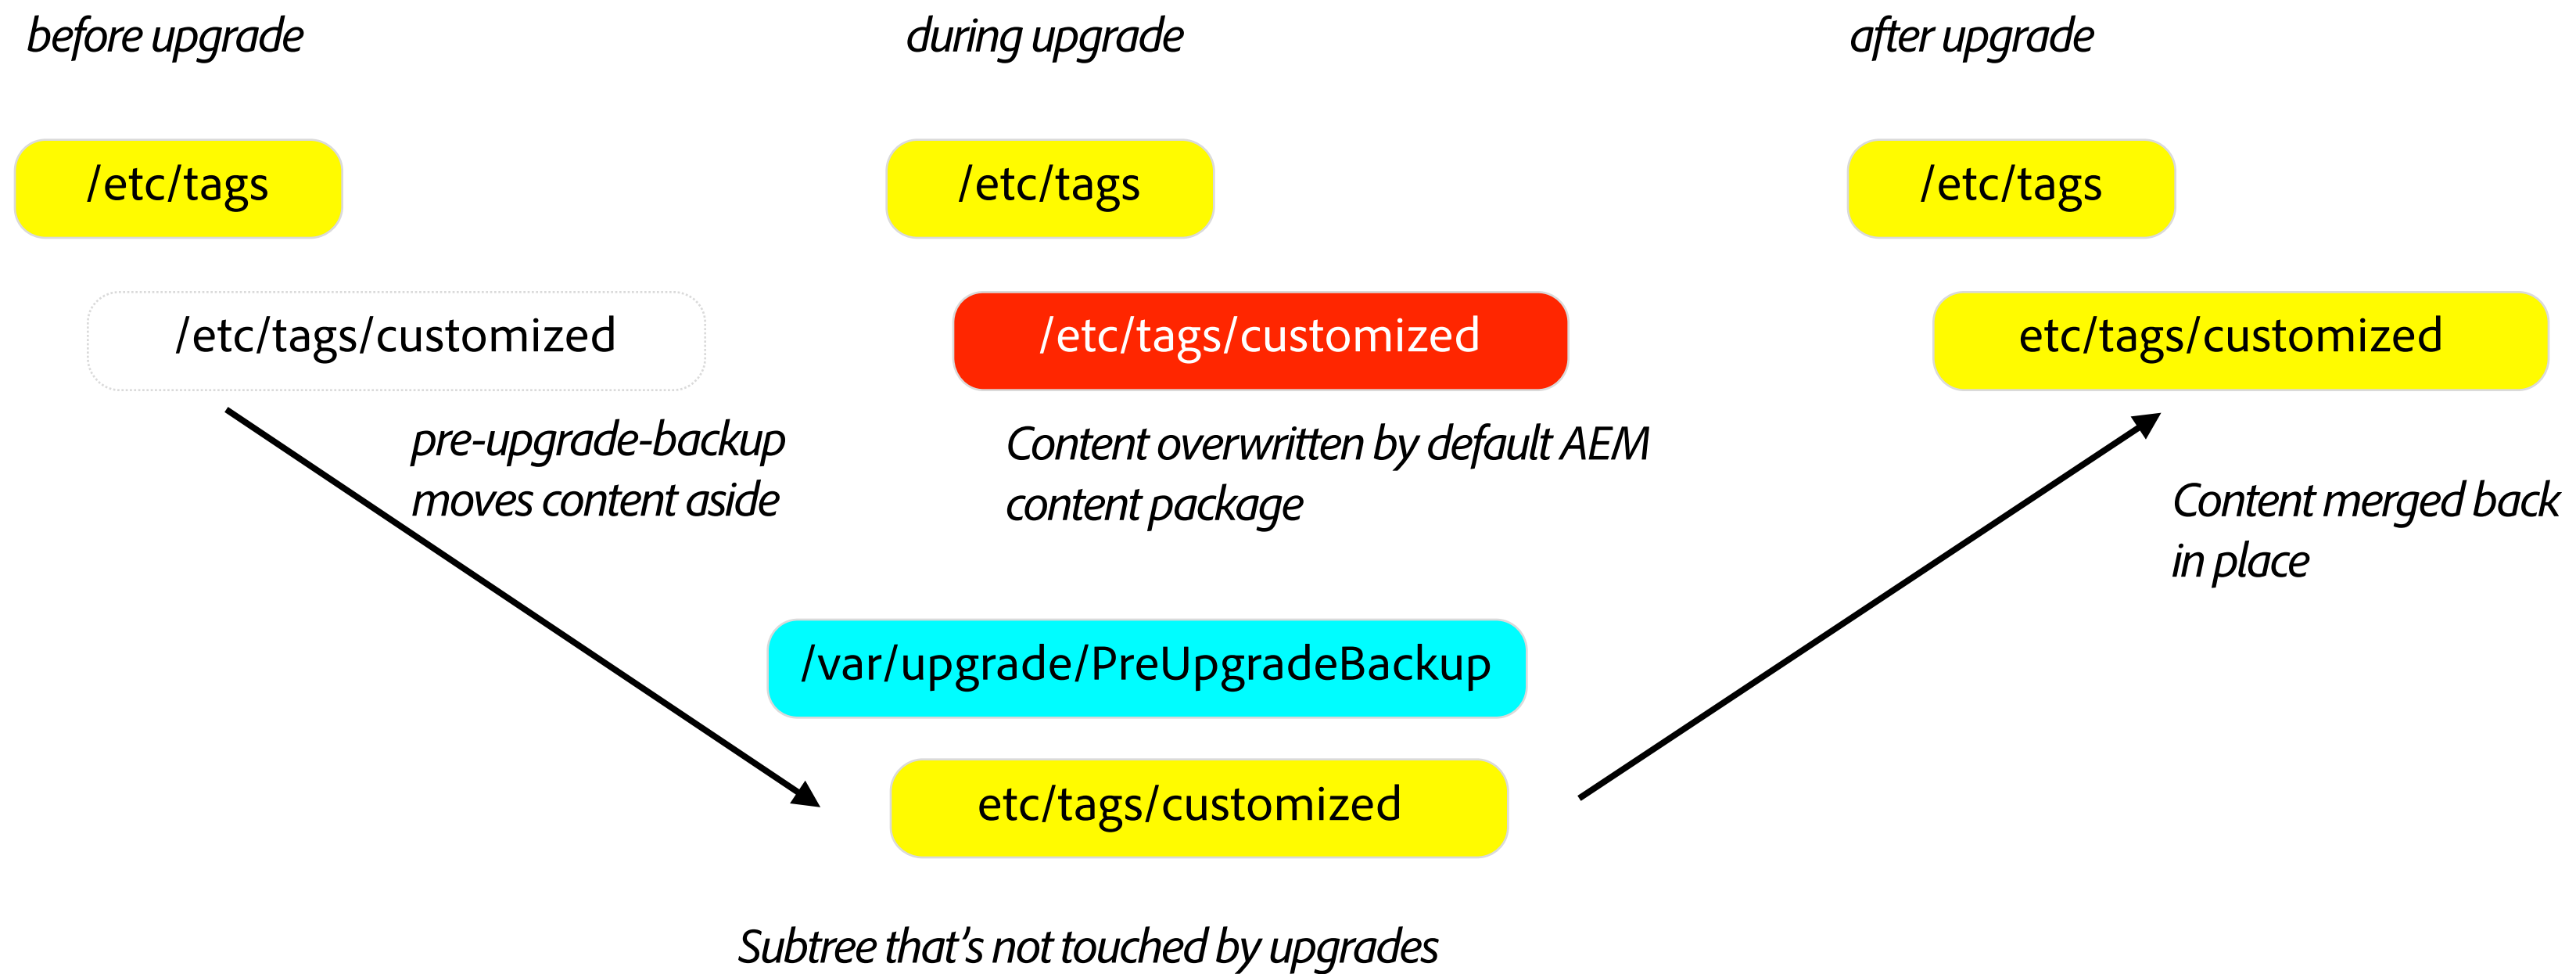 before upgrade
during upgrade
after upgrade
/etc/tags
/etc/tags
/etc/tags
/etc/tags/customized
/etc/tags/customized
etc/tags/customized
pre-upgrade-backup
moves content aside
Content overwritten by default AEM
content package
Content merged back
in place
/var/upgrade/PreUpgradeBackup
etc/tags/customized
Subtree that's not touched by upgrades